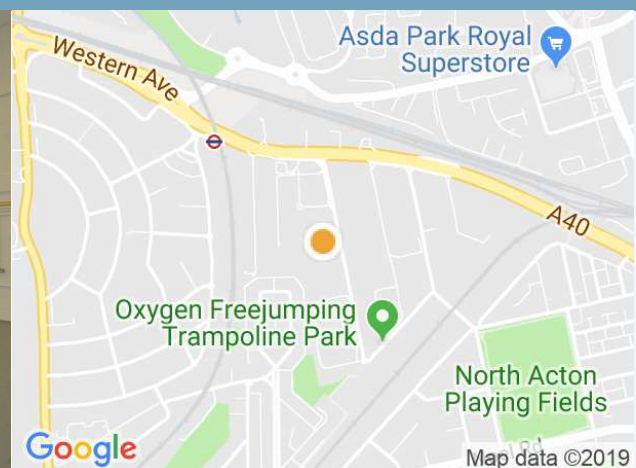 Western Ave
Asda Park Royal
Superstore
A40
Oxygen Freejumping
Trampoline Park
North Acton
Playing Fields
Rd
Google
Map data ©2019